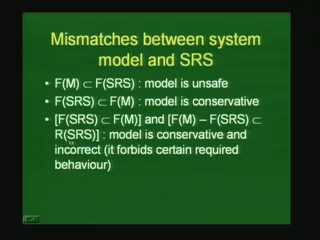 Mismatches between system
model and SRS
• F(M) ⊂ F(SRS) : model is unsafe
• F(SRS) ⊂ F(M) : model is conservative
• [F(SRS) ⊂ F(M)] and [F(M) – F(SRS) ⊂
R(SRS)] : model is conservative and
incorrect (it forbids certain required
behaviour)